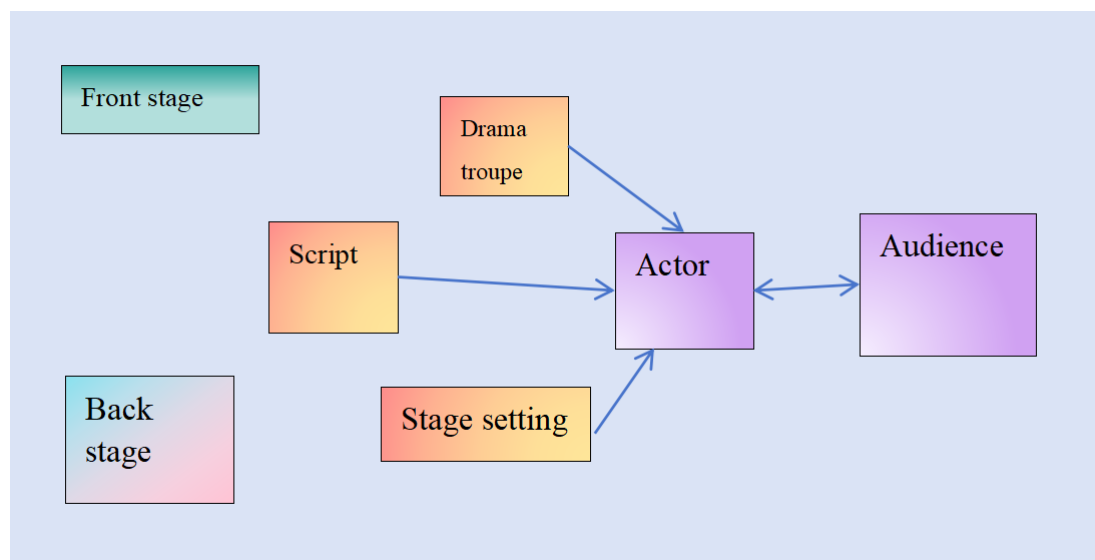 Front stage
Drama
troupe
Script
Actor
Audience
Back
stage
Stage setting